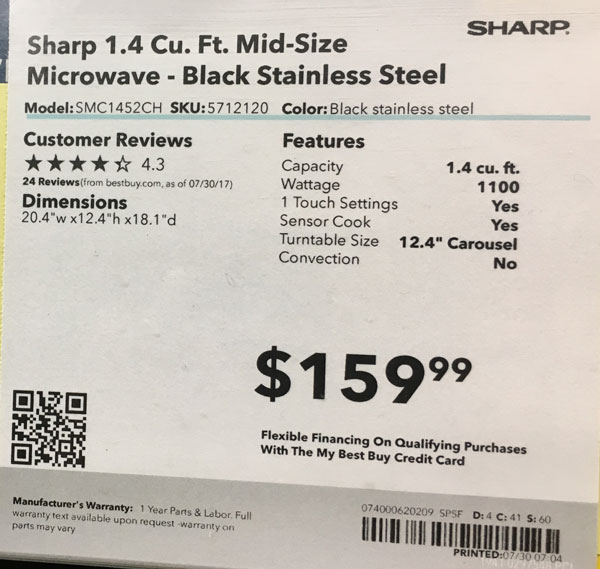 SHARP
Sharp 1.4 Cu. Ft. Mid-Size
Microwave - Black Stainless Steel
Model:SMC1452CH SKU:5712120 Color:Black stainless steel
Customer Reviews
4.3
24 Reviews(from bestbuy.com, as of 07/30/17)
Dimensions
20.4"w x12.4"h x18.1"d
Features
Capacity 1.4 cu. ft.
Wattage 1100
1 Touch Settings Yes
Sensor Cook Yes
Turntable Size 12.4" Carousel
Convection No
$159 99
Flexible Financing On Qualifying Purchases
With The My Best Buy Credit Card
Manufacturer's Warranty: 1 Year Parts & Labor. Full
warranty text available upon request -warranty on
parts may vary
074000620209 SPSF D:4 C:41 S:60
PRINTED:07/30 07:04